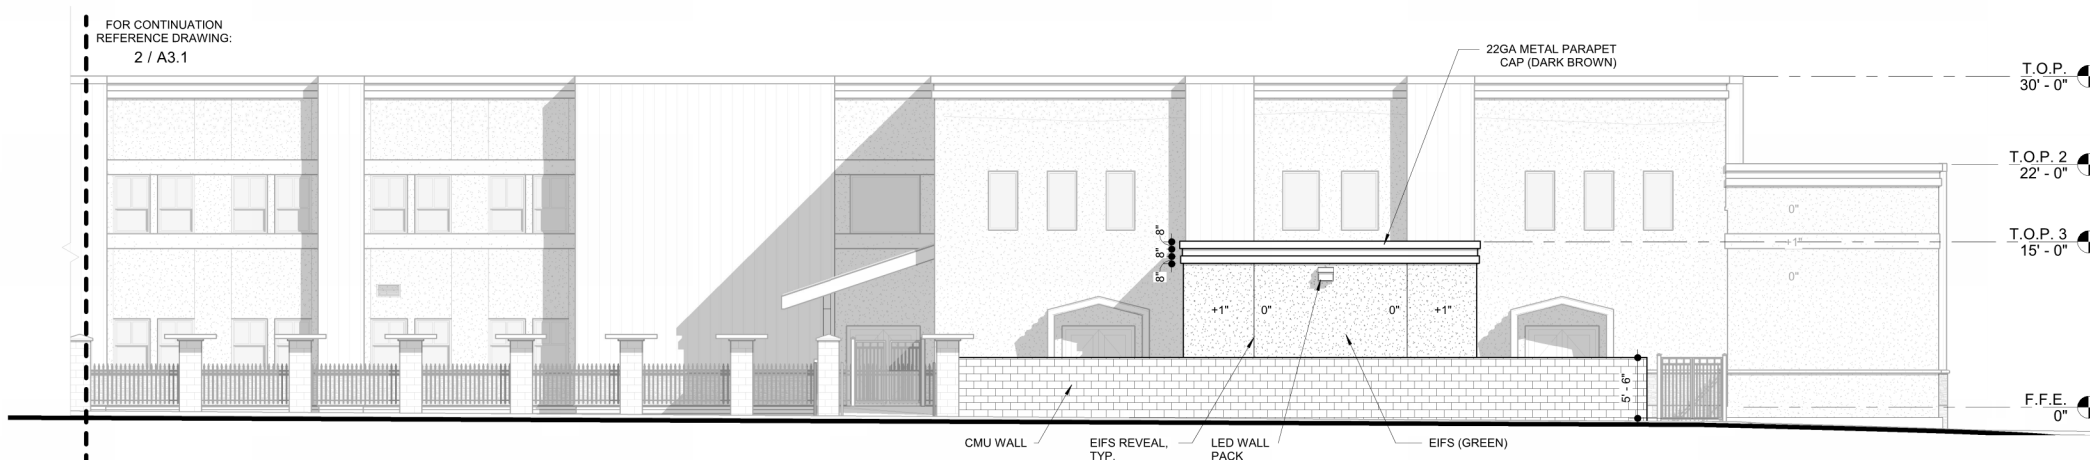 FOR CONTINUATION
REFERENCE DRAWING:
2 / A3.1
22GA METAL PARAPET
CAP (DARK BROWN)
T.O.P.
30' - 0"
T.O.P. 2
22' - 0"
0"
8"
8"
8"
+1"
T.O.P. 3
15' - 0"
0"
+1"
0"
0"
+1"
5' - 6"
F.F.E.
0"
CMU WALL
EIFS REVEAL,
TYP.
LED WALL
PACK
EIFS (GREEN)